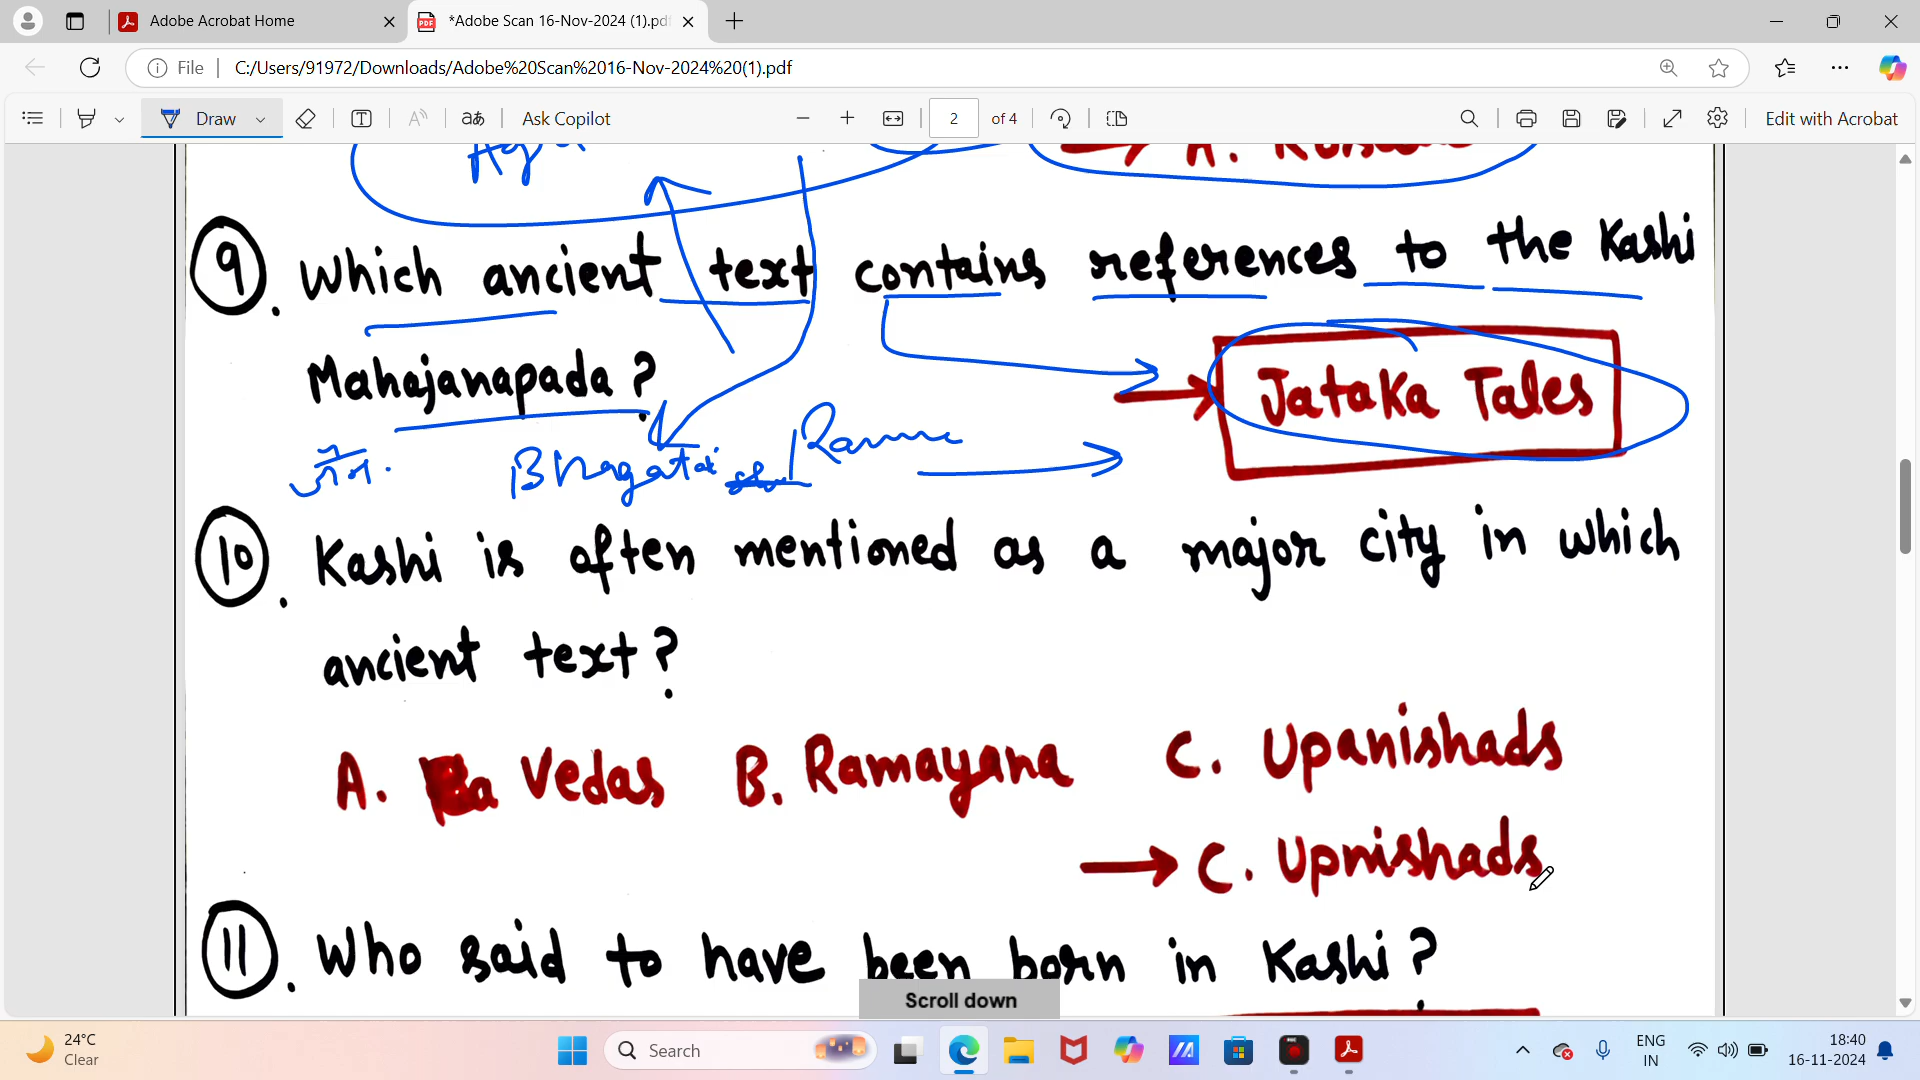 Adobe Acrobat Home
*Adobe Scan 16-Nov-2024 (1).pdf
File
C:/Users/91972/Downloads/Adobe%20Scan%2016-Nov-2024%20(1).pdf
Draw
Ask Copilot
2
of 4
Edit with Acrobat
9. Which ancient text contains references to the Kashi
Mahajanapada?
Jataka Tales
10. Kashi is often mentioned as a major city in which
ancient text?
A. Vedas B. Ramayana C. Upanishads
C. Upnishads
11. Who said to have been born in Kashi?
Scroll down
24°C
Clear
Search
ENG
IN
18:40
16-11-2024